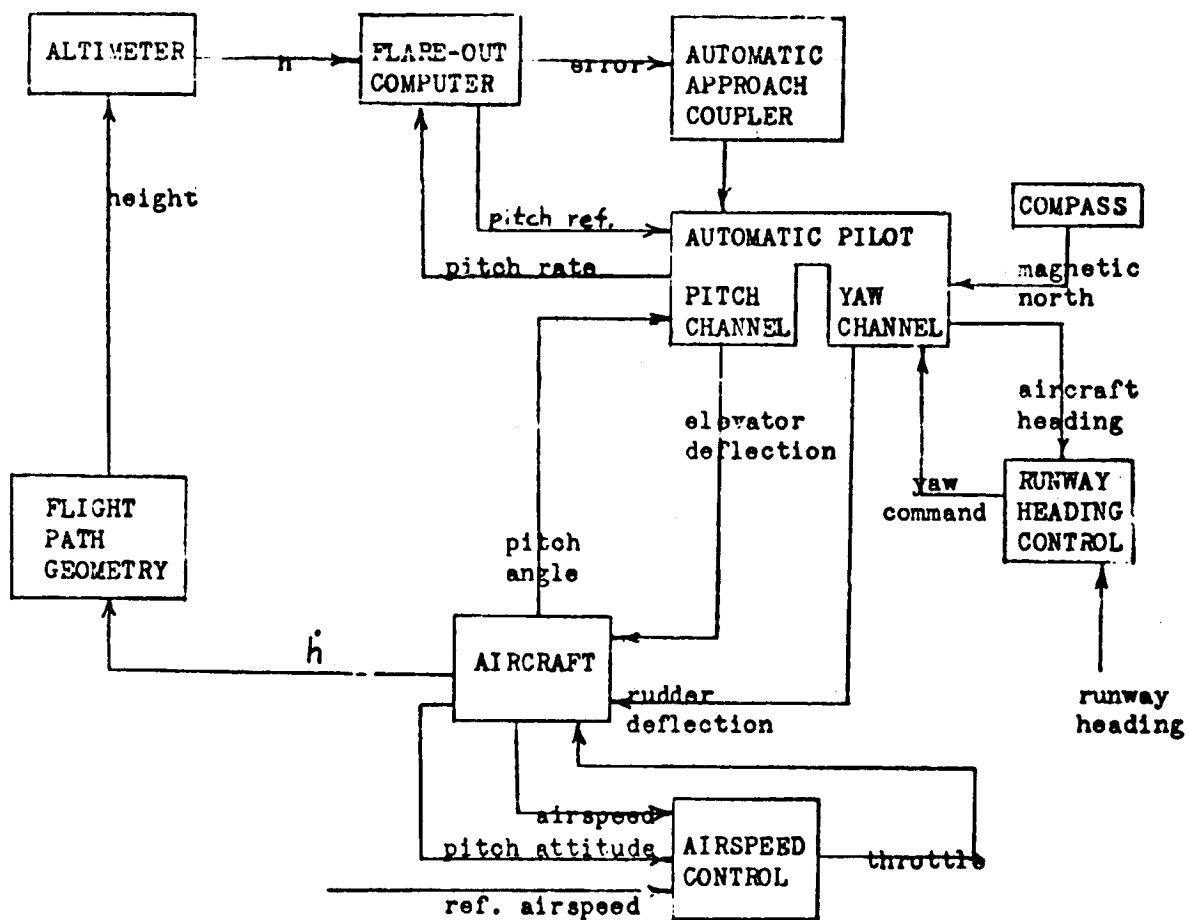 ALTIMETER
h
FLARE-OUT
COMPUTER
error
AUTOMATIC
APPROACH
COUPLER
height
COMPASS
pitch ref.
AUTOMATIC PILOT
pitch rate
magnetic
north
PITCH
CHANNEL
YAW
CHANNEL
aircraft
heading
elevator
deflection
FLIGHT
PATH
GEOMETRY
yaw
command
RUNWAY
HEADING
CONTROL
pitch
angle
ḣ
AIRCRAFT
rudder
deflection
runway
heading
airspeed
pitch attitude
AIRSPEED
CONTROL
throttle
ref. airspeed